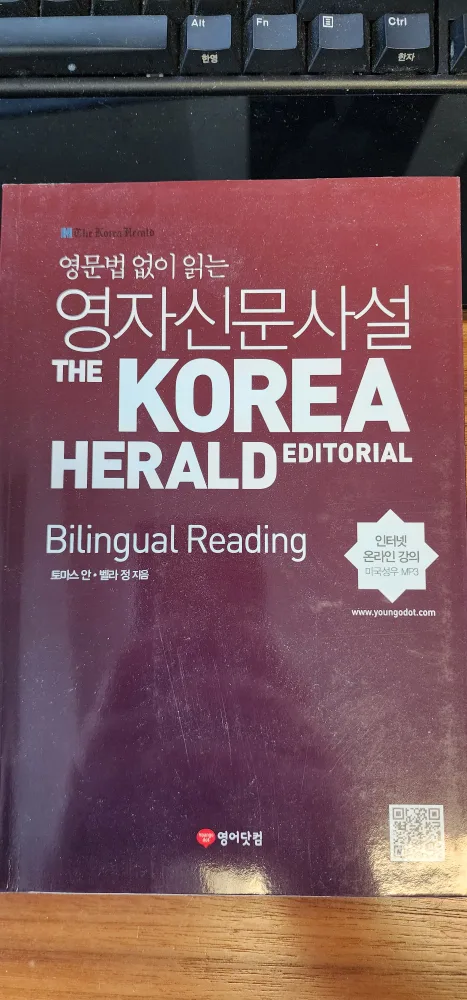 Alt
한영
Fn
Ctrl
한자
The Korea Herald
영문법 없이 읽는
영자신문사설
THE KOREA
HERALD EDITORIAL
Bilingual Reading
토마스 안 • 벨라 정 지음
인터넷
온라인 강의
미국성우 MP3
www.youngodot.com
영어닷컴